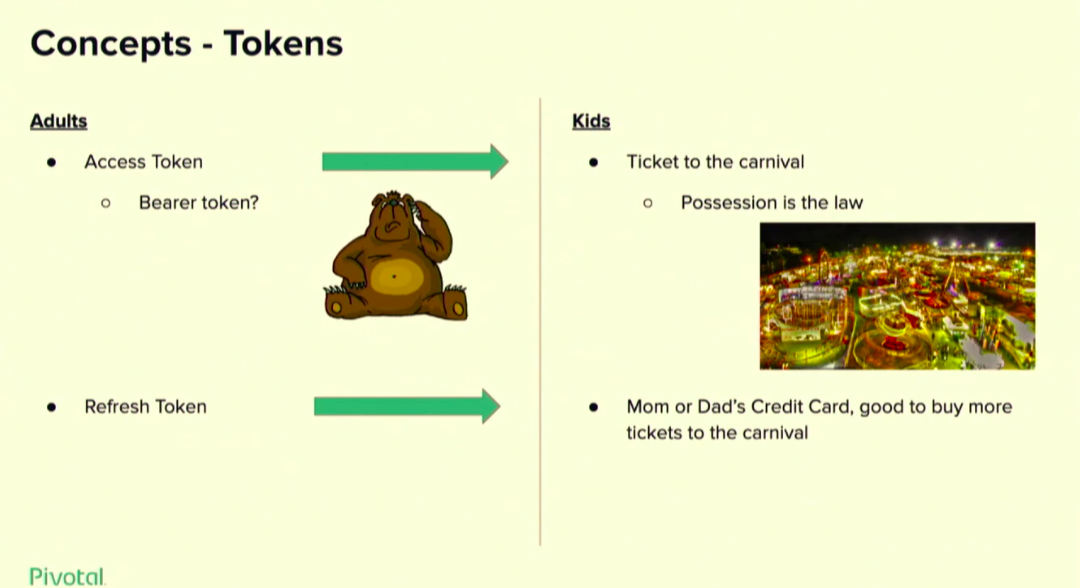 Concepts - Tokens
Adults
Access Token
Bearer token?
Refresh Token
Kids
Ticket to the carnival
Possession is the law
Mom or Dad’s Credit Card, good to buy more
tickets to the carnival
Pivotal